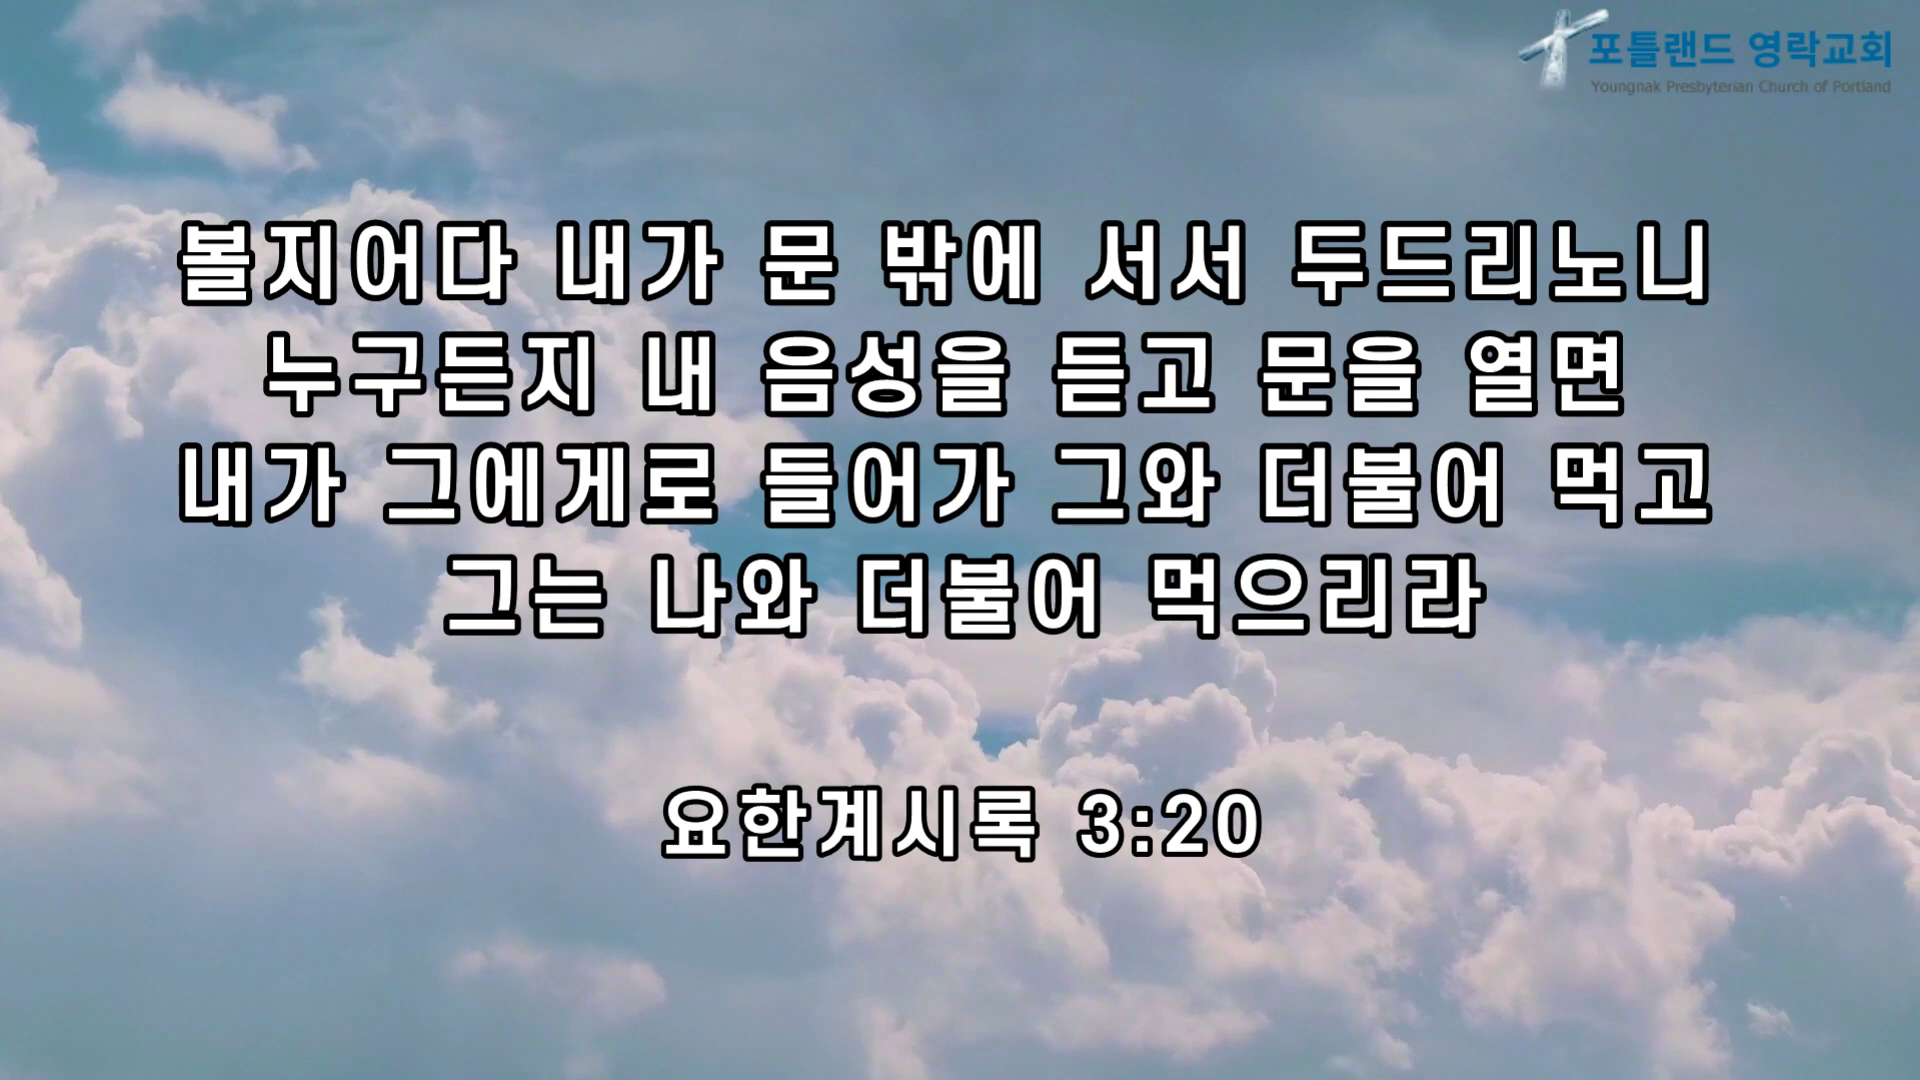 포틀랜드 영락교회
Youngnak Presbyterian Church of Portland
볼지어다 내가 문 밖에 서서 두드리노니
누구든지 내 음성을 듣고 문을 열면
내가 그에게로 들어가 그와 더불어 먹고
그는 나와 더불어 먹으리라
요한계시록 3:20